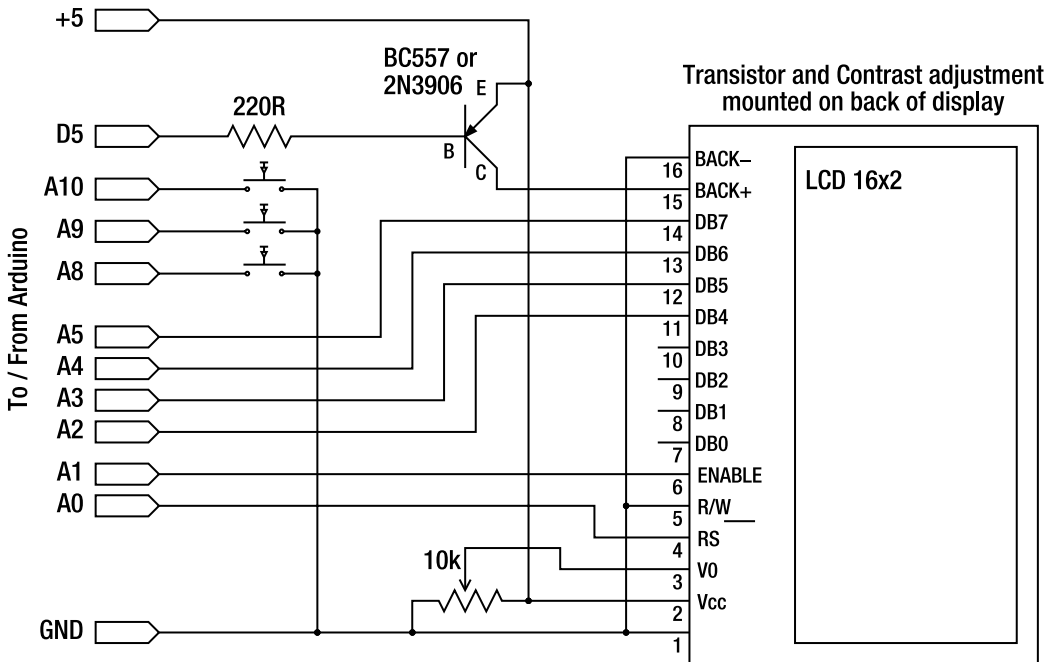 +5
BC557 or
2N3906
E
B
C
220R
D5
A10
A9
A8
A5
A4
A3
A2
A1
A0
GND
To / From Arduino
10k
Transistor and Contrast adjustment
mounted on back of display
LCD 16x2
BACK–
16
BACK+
15
DB7
14
DB6
13
DB5
12
DB4
11
DB3
10
DB2
9
DB1
8
DB0
7
ENABLE
6
R/W
5
RS
4
V0
3
Vcc
2
1